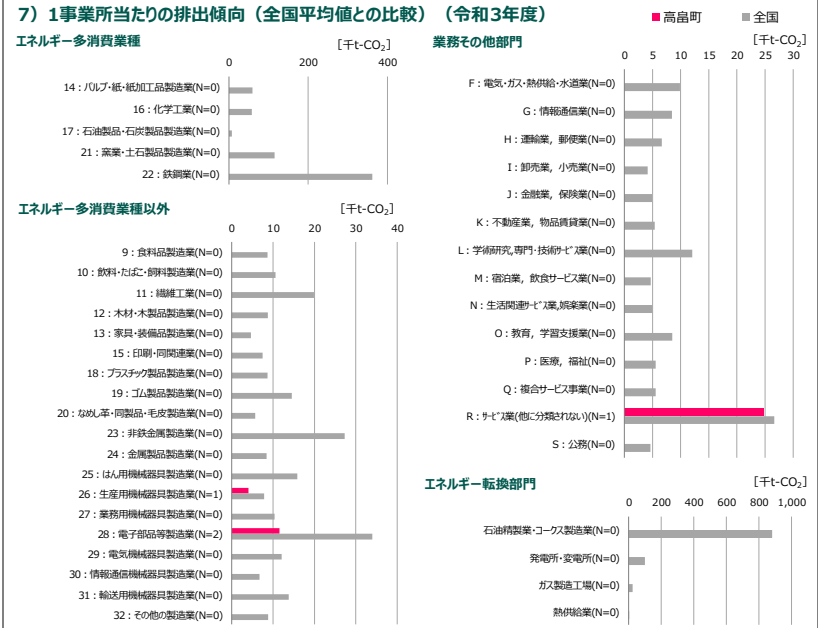 7）1事業所当たりの排出傾向（全国平均値との比較）（令和3年度）
■高畠町 ■全国
エネルギー多消費業種
［千t-CO₂］
0 200 400
14：パルプ・紙・紙加工品製造業(N=0)
16：化学工業(N=0)
17：石油製品・石炭製品製造業(N=0)
21：窯業・土石製品製造業(N=0)
22：鉄鋼業(N=0)
エネルギー多消費業種以外
［千t-CO₂］
0 10 20 30 40
9：食料品製造業(N=0)
10：飲料・たばこ・飼料製造業(N=0)
11：繊維工業(N=0)
12：木材・木製品製造業(N=0)
13：家具・装備品製造業(N=0)
15：印刷・同関連業(N=0)
18：プラスチック製品製造業(N=0)
19：ゴム製品製造業(N=0)
20：なめし革・同製品・毛皮製造業(N=0)
23：非鉄金属製造業(N=0)
24：金属製品製造業(N=0)
25：はん用機械器具製造業(N=0)
26：生産用機械器具製造業(N=1)
27：業務用機械器具製造業(N=0)
28：電子部品等製造業(N=2)
29：電気機械器具製造業(N=0)
30：情報通信機械器具製造業(N=0)
31：輸送用機械器具製造業(N=0)
32：その他の製造業(N=0)
業務その他部門
［千t-CO₂］
0 5 10 15 20 25 30
F：電気・ガス・熱供給・水道業(N=0)
G：情報通信業(N=0)
H：運輸業，郵便業(N=0)
I：卸売業，小売業(N=0)
J：金融業，保険業(N=0)
K：不動産業，物品賃貸業(N=0)
L：学術研究,専門・技術サービス業(N=0)
M：宿泊業，飲食サービス業(N=0)
N：生活関連サービス業,娯楽業(N=0)
O：教育，学習支援業(N=0)
P：医療，福祉(N=0)
Q：複合サービス事業(N=0)
R：サービス業(他に分類されない)(N=1)
S：公務(N=0)
エネルギー転換部門
［千t-CO₂］
0 200 400 600 800 1,000
石油精製業・コークス製造業(N=0)
発電所・変電所(N=0)
ガス製造工場(N=0)
熱供給業(N=0)